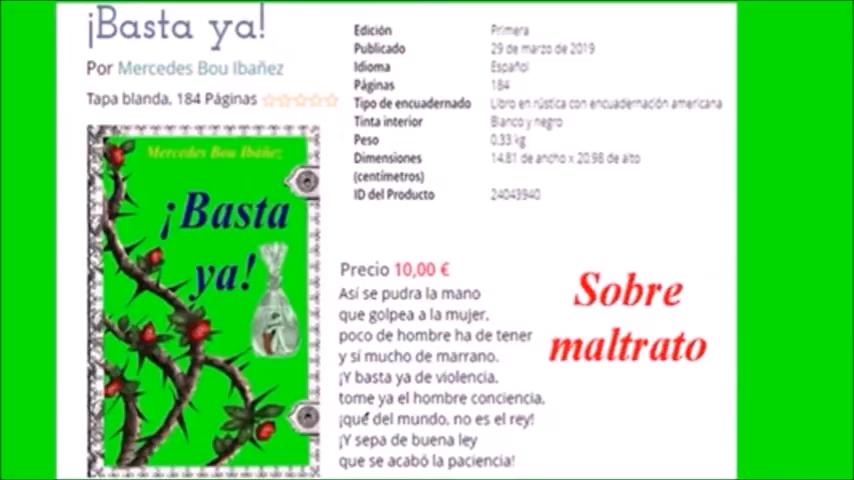 ¡Basta ya!
Por Mercedes Bou Ibañez
Tapa blanda, 184 Páginas
Mercedes Bou Ibáñez
¡Basta
ya!
Edición Primera
Publicado 29 de marzo de 2019
Idioma Español
Páginas 184
Tipo de encuadernado Libro en rústica con encuadernación americana
Tinta interior Blanco y negro
Peso 0.33 kg
Dimensiones 14.81 de ancho x 20.98 de alto
(centímetros)
ID del Producto 24043940
Precio 10,00 €
Así se pudra la mano
que golpea a la mujer,
poco de hombre ha de tener
y sí mucho de marrano.
¡Y basta ya de violencia,
tome ya el hombre conciencia,
¡qué del mundo, no es el rey!
¡Y sepa de buena ley
que se acabó la paciencia!
Sobre
maltrato